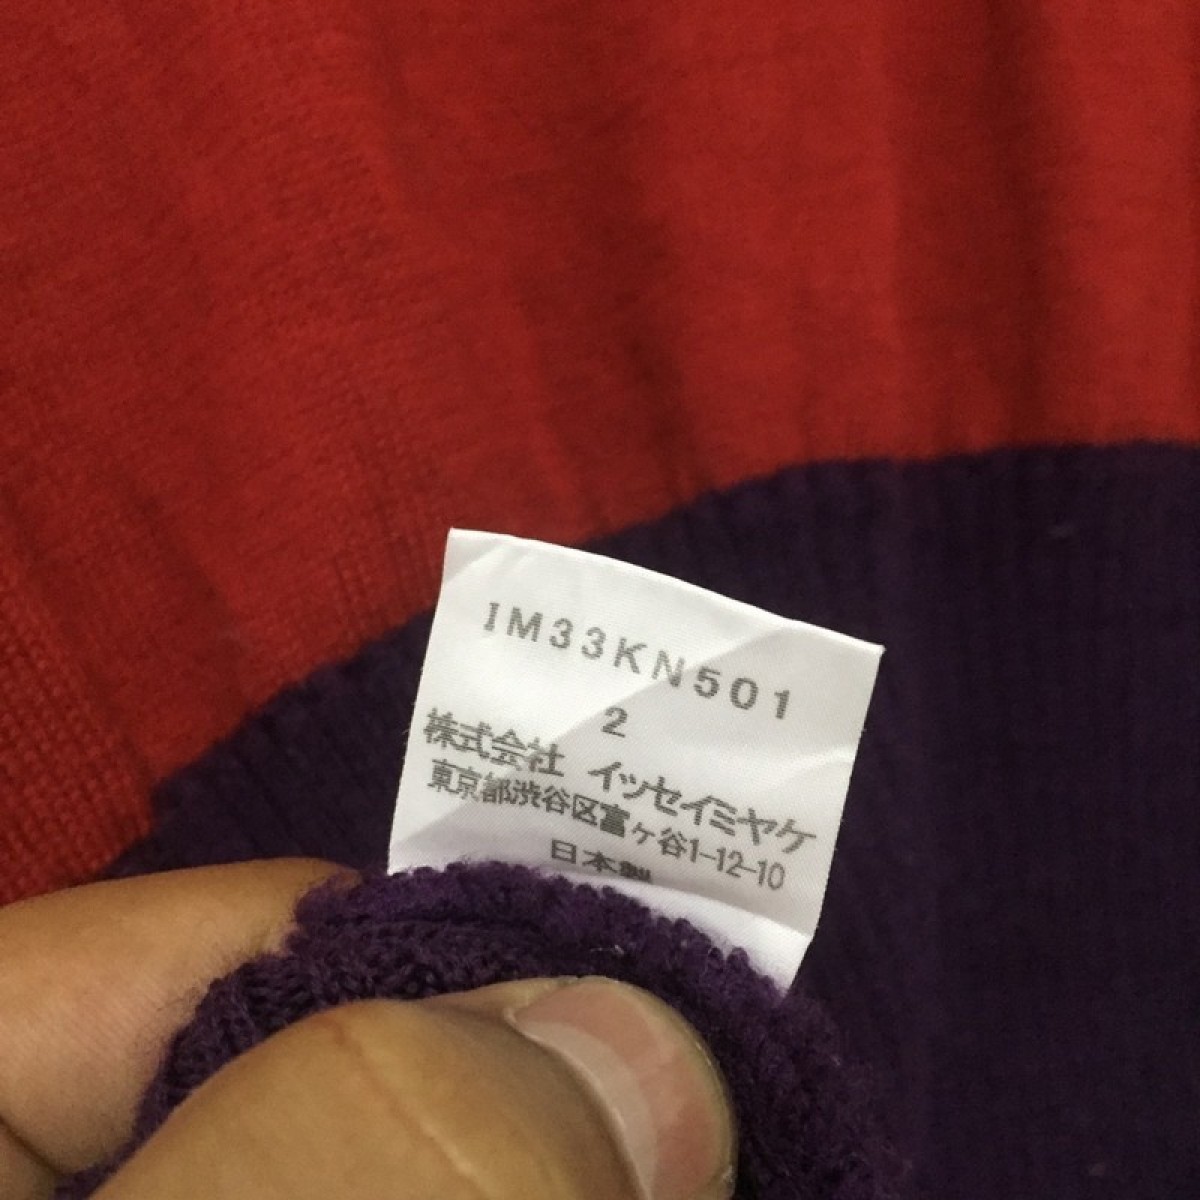 IM33KN501
2
株式会社 イッセイミヤケ
東京都渋谷区富ヶ谷1-12-10
日本製